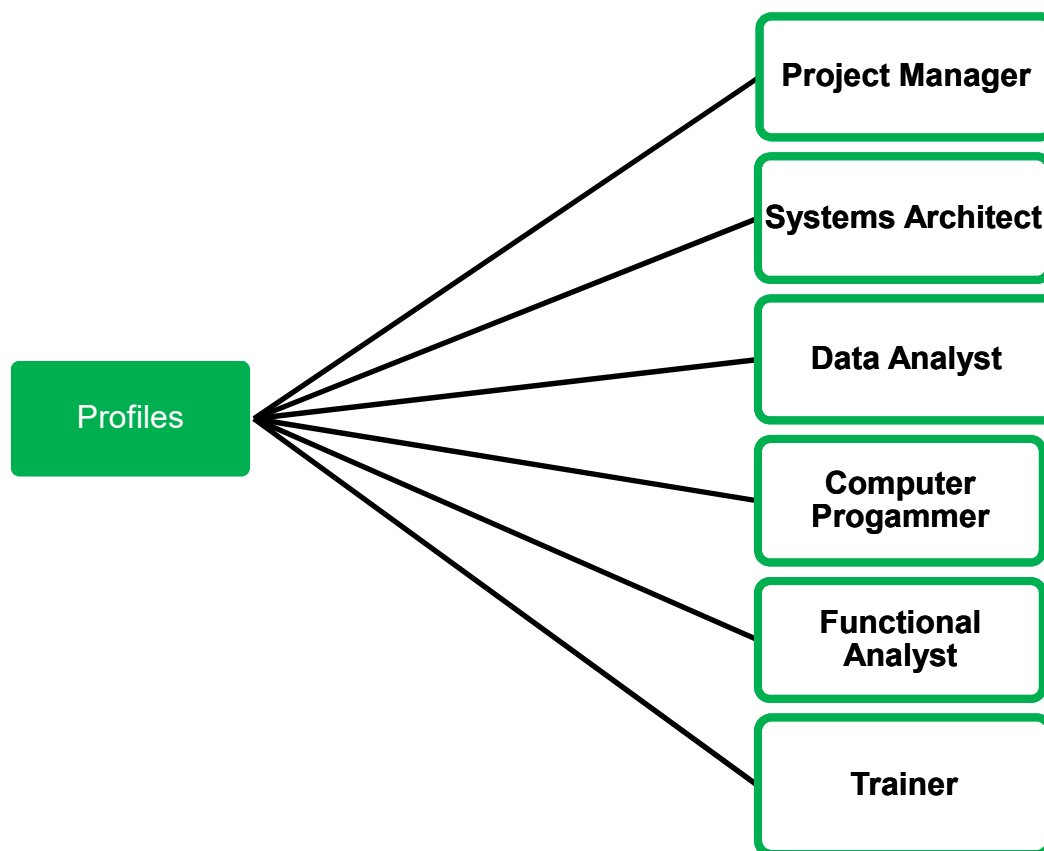 Project Manager
Systems Architect
Data Analyst
Profiles
Computer
Progammer
Functional
Analyst
Trainer